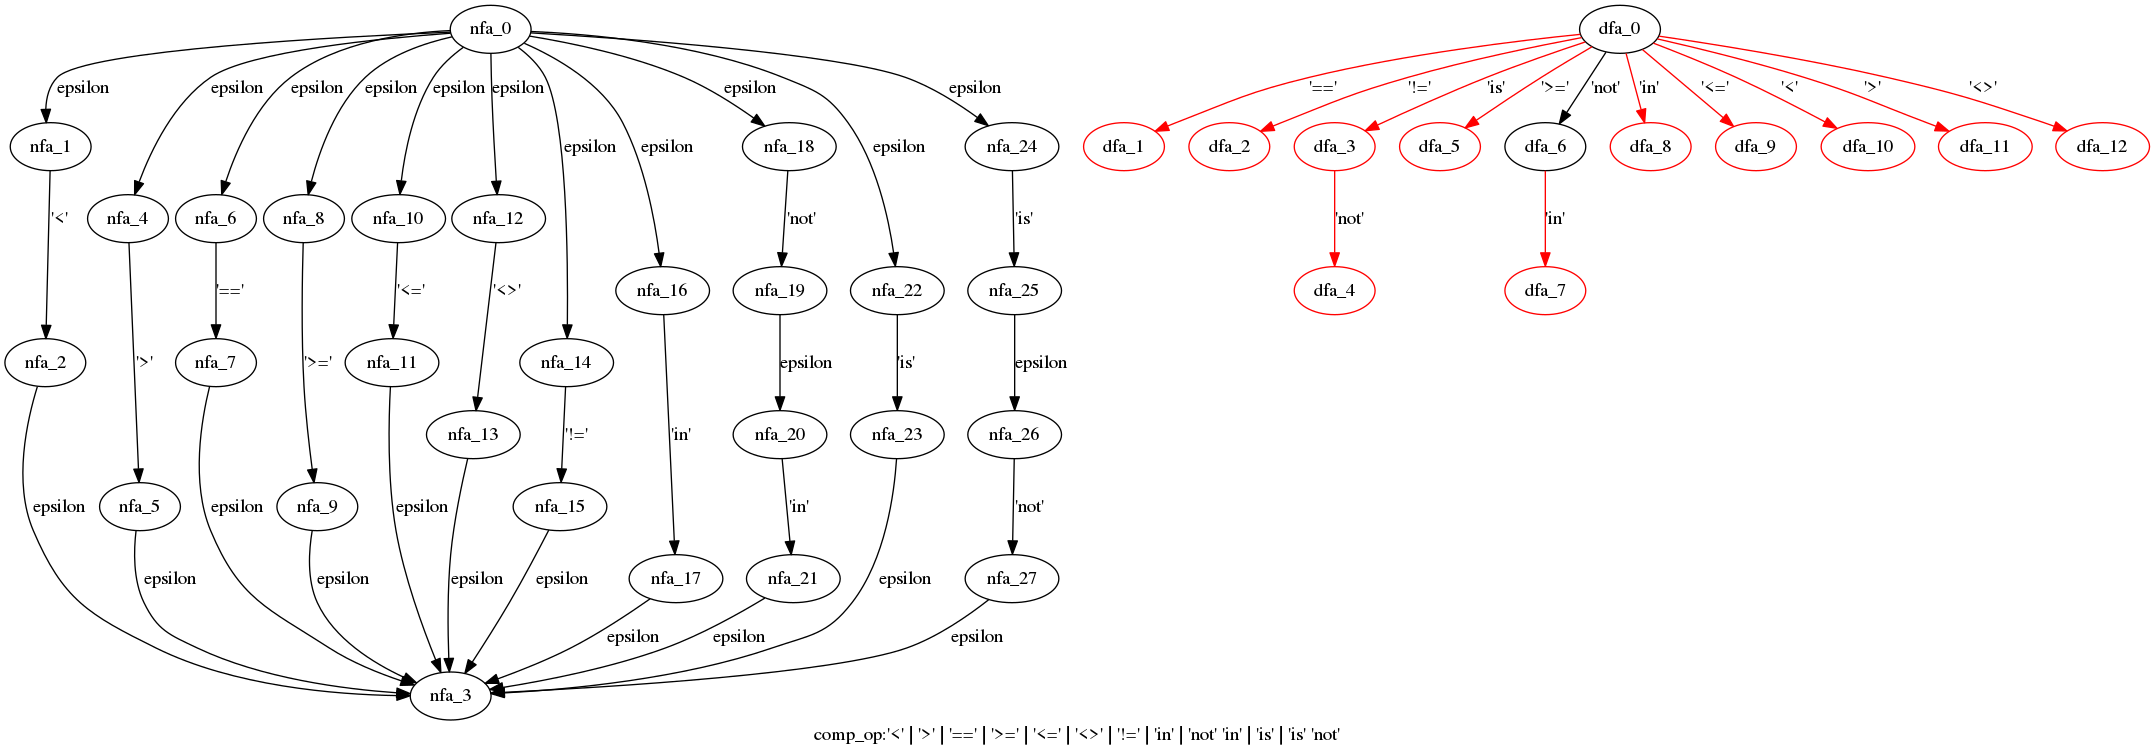 nfa_0
dfa_0
epsilon epsilon epsilon epsilon epsilon epsilon epsilon epsilon
'==' '!=' 'is' '>=' 'not' 'in' '<=' '<' '>' '<>'
nfa_1 nfa_18 nfa_24
dfa_1 dfa_2 dfa_3 dfa_5 dfa_6 dfa_8 dfa_9 dfa_10 dfa_11 dfa_12
epsilon epsilon epsilon
'<' nfa_4 nfa_6 nfa_8 nfa_10 nfa_12 'not' 'is' 'not' 'in'
'==' '<=' '<>' nfa_16 nfa_19 nfa_22 nfa_25 dfa_4 dfa_7
nfa_2 '>' nfa_7 '>=' nfa_11 nfa_14 epsilon 'is' epsilon
nfa_13 '!=' 'in' nfa_20 nfa_23 nfa_26
epsilon nfa_5 epsilon nfa_9 epsilon nfa_15 'in' 'not'
epsilon epsilon epsilon epsilon nfa_17 nfa_21 epsilon nfa_27
epsilon epsilon epsilon
nfa_3
comp_op:'<' | '>' | '==' | '>=' | '<=' | '<>' | '!=' | 'in' | 'not' 'in' | 'is' | 'is' 'not'